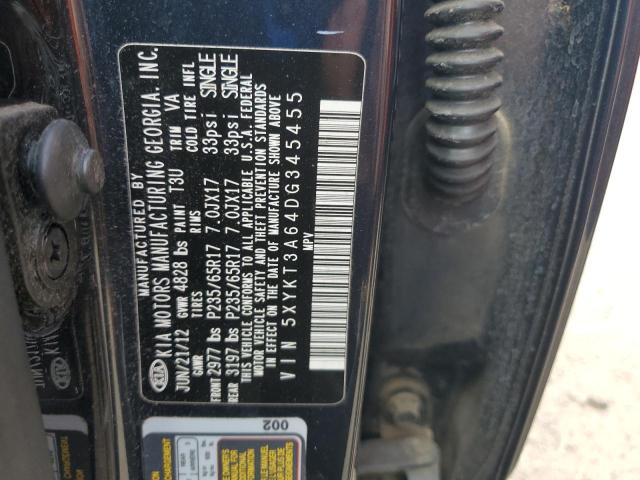 MANUFACTURED BY
KIA MOTORS MANUFACTURING GEORGIA, INC.
JUN/21/12 PAINT T3U TRIM VA
GVWR 4828 lbs
GAWR TIRES RIMS COLD TIRE INFL
FRONT 2977 lbs P235/65R17 7.0JX17 33psi SINGLE
REAR 3197 lbs P235/65R17 7.0JX17 33psi SINGLE
THIS VEHICLE CONFORMS TO ALL APPLICABLE U.S.A. FEDERAL
MOTOR VEHICLE SAFETY AND THEFT PREVENTION STANDARDS
IN EFFECT ON THE DATE OF MANUFACTURE SHOWN ABOVE
VIN 5XYKT3A64DG345455
MPV
KIA
002
KIA